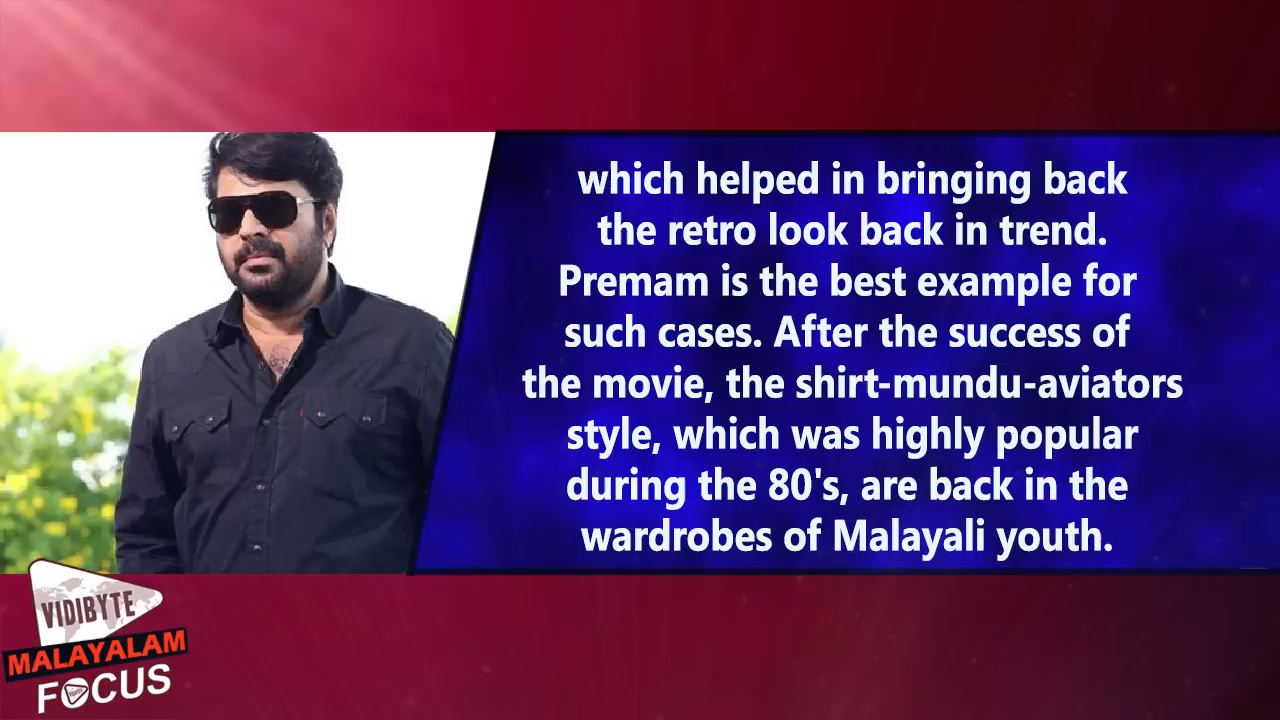 which helped in bringing back
the retro look back in trend.
Premam is the best example for
such cases. After the success of
the movie, the shirt-mundu-aviators
style, which was highly popular
during the 80's, are back in the
wardrobes of Malayali youth.
VIDIBYTE
MALAYALAM
FOCUS